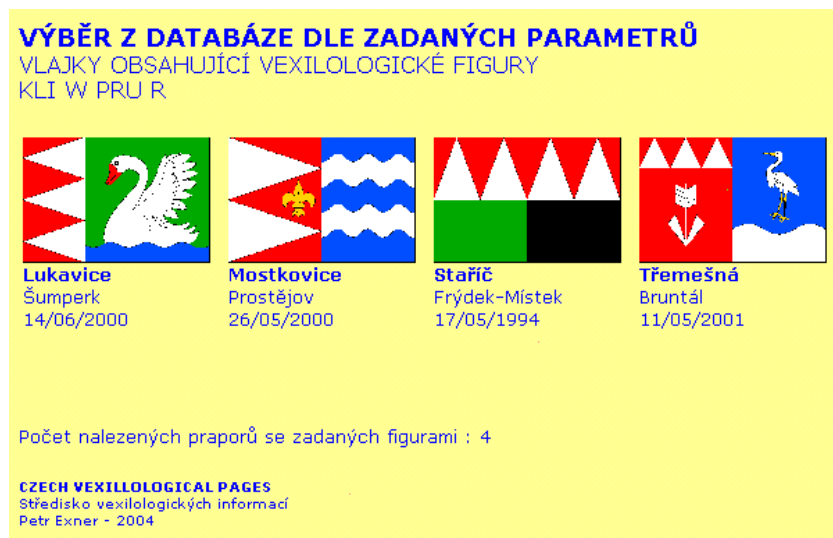 VÝBĚR Z DATABÁZE DLE ZADANÝCH PARAMETRŮ
VLAJKY OBSAHUJÍCÍ VEXILOLOGICKÉ FIGURY
KLI W PRU R
Lukavice
Šumperk
14/06/2000
Mostkovice
Prostějov
26/05/2000
Staříč
Frýdek-Místek
17/05/1994
Třemešná
Bruntál
11/05/2001
Počet nalezených praporů se zadaných figurami : 4
CZECH VEXILLOLOGICAL PAGES
Středisko vexilologických informací
Petr Exner - 2004